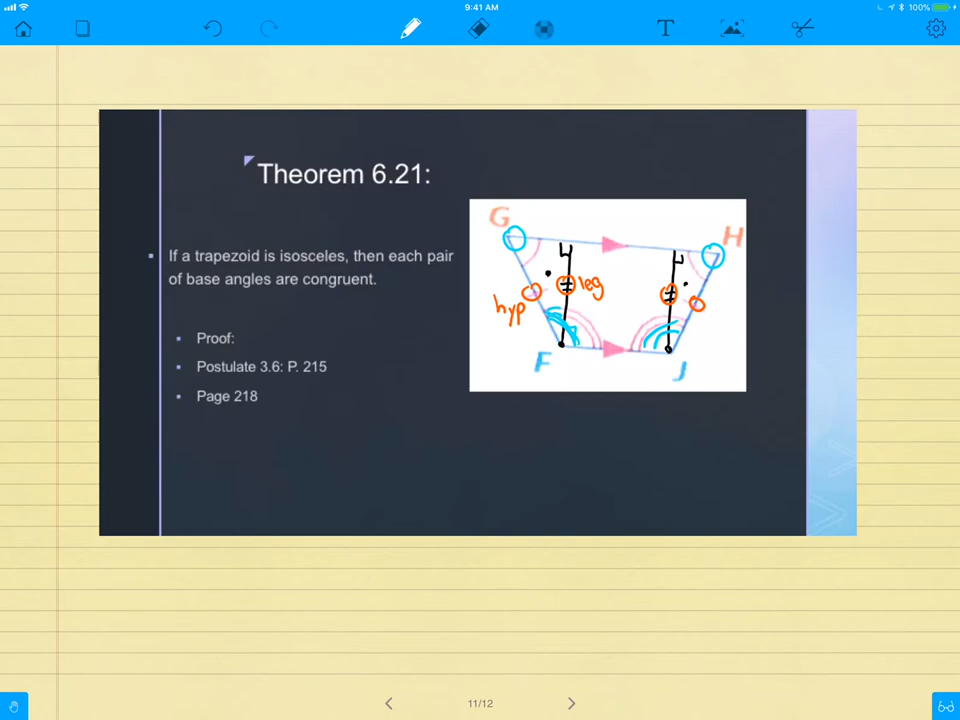 9:41 AM
100%
T
Theorem 6.21:
If a trapezoid is isosceles, then each pair
of base angles are congruent.
Proof:
Postulate 3.6: P. 215
Page 218
G
H
leg
hyp
F
J
11/12